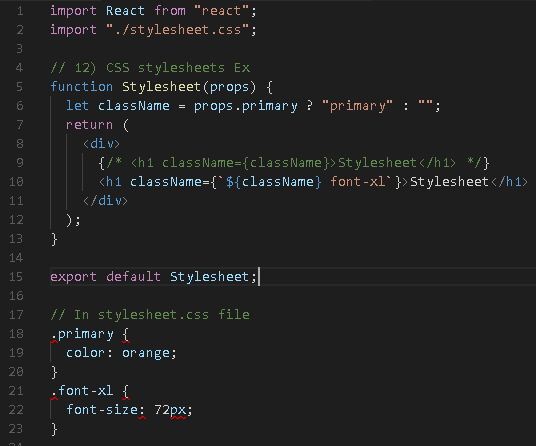 1 import React from "react";
2 import "./stylesheet.css";
3
4 // 12) CSS stylesheets Ex
5 function Stylesheet(props) {
6   let className = props.primary ? "primary" : "";
7   return (
8     <div>
9       {/* <h1 className={className}>Stylesheet</h1> */}
10       <h1 className={`${className} font-xl`}>Stylesheet</h1>
11     </div>
12   );
13 }
14
15 export default Stylesheet;
16
17 // In stylesheet.css file
18 .primary {
19   color: orange;
20 }
21 .font-xl {
22   font-size: 72px;
23 }